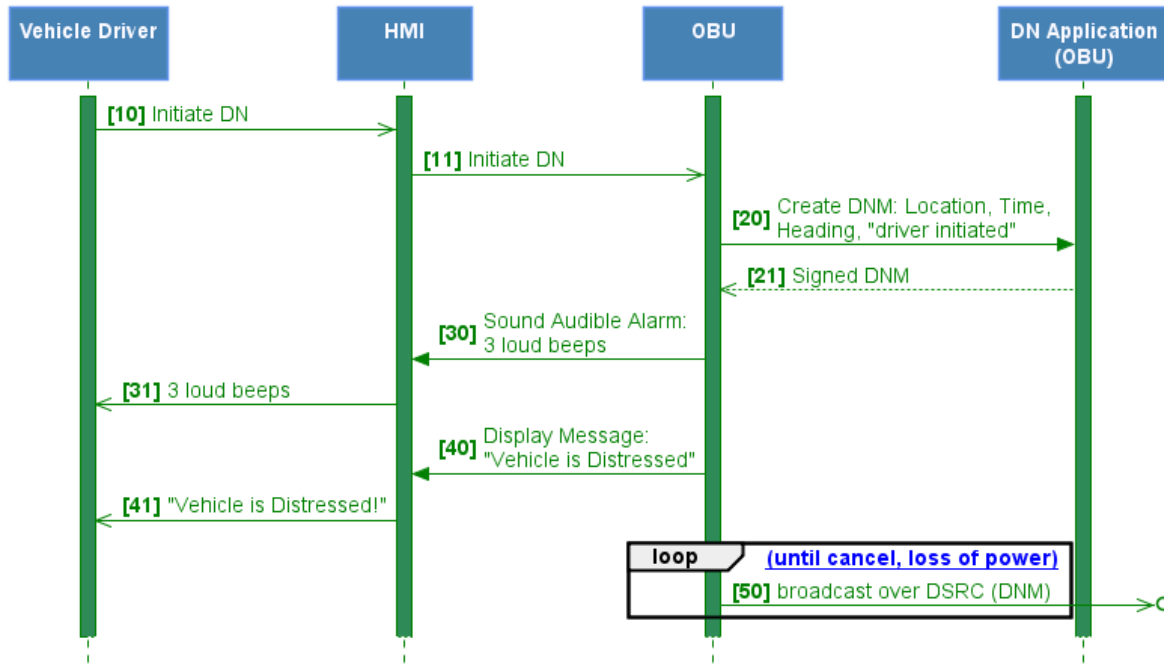 Vehicle Driver
HMI
OBU
DN Application
(OBU)
[10] Initiate DN
[11] Initiate DN
[20] Create DNM: Location, Time,
Heading, "driver initiated"
[21] Signed DNM
[30] Sound Audible Alarm:
3 loud beeps
[31] 3 loud beeps
[40] Display Message:
"Vehicle is Distressed"
[41] "Vehicle is Distressed!"
loop (until cancel, loss of power)
[50] broadcast over DSRC (DNM)